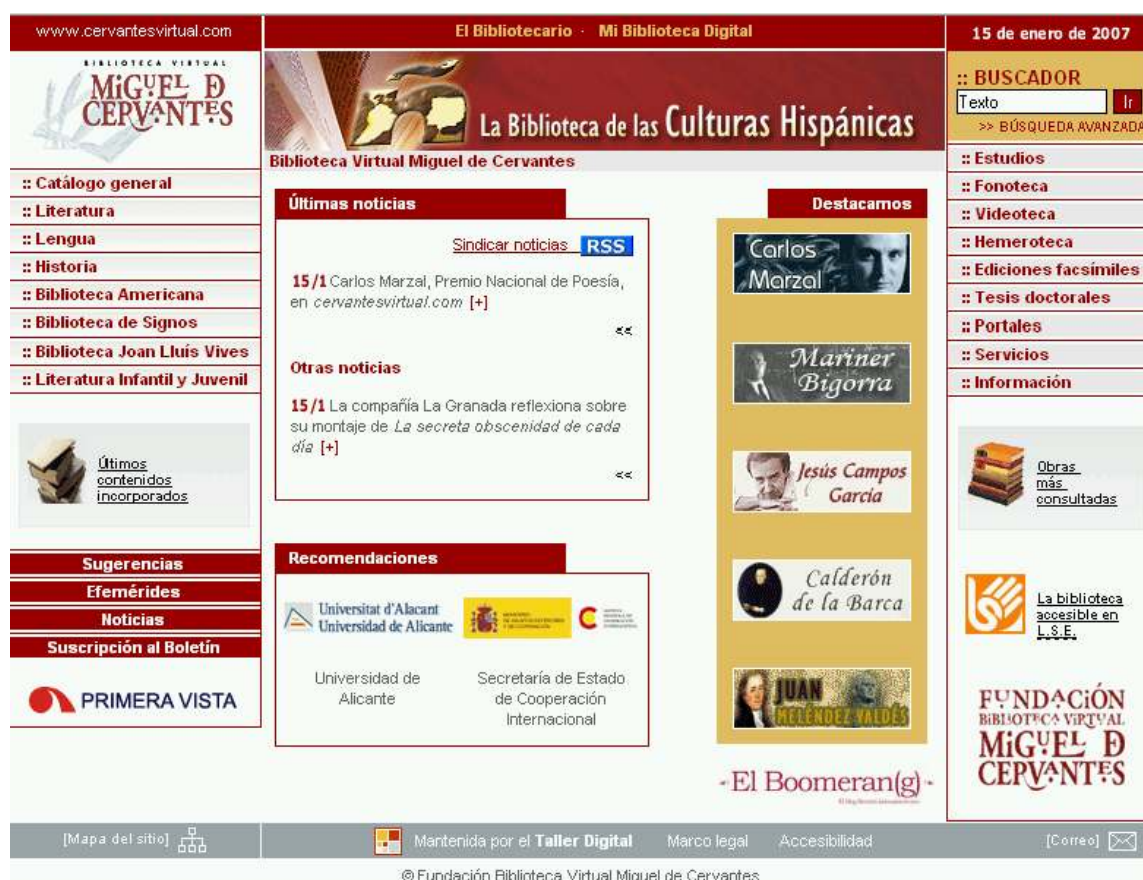 www.cervantesvirtual.com
El Bibliotecario · Mi Biblioteca Digital
15 de enero de 2007
BIBLIOTECA VIRTUAL
MiGUEL D
CERVANTES
La Biblioteca de las Culturas Hispánicas
Biblioteca Virtual Miguel de Cervantes
:: BUSCADOR
Texto Ir
>> BÚSQUEDA AVANZADA
:: Catálogo general
:: Literatura
:: Lengua
:: Historia
:: Biblioteca Americana
:: Biblioteca de Signos
:: Biblioteca Joan Lluís Vives
:: Literatura Infantil y Juvenil
Últimos
contenidos
incorporados
Sugerencias
Efemérides
Noticias
Suscripción al Boletín
PRIMERA VISTA
Últimas noticias
Sindicar noticias RSS
15/1 Carlos Marzal, Premio Nacional de Poesía,
en cervantesvirtual.com [+]
<<
Otras noticias
15/1 La compañía La Granada reflexiona sobre
su montaje de La secreta obscenidad de cada
día [+]
<<
Recomendaciones
Universitat d'Alacant
Universidad de Alicante
Universidad de
Alicante
Secretaría de Estado
de Cooperación
Internacional
Destacamos
Carlos
Marzal
Mariner
Bigorra
Jesús Campos
García
Calderón
de la Barca
JUAN
MELÉNDEZ VALDÉS
- El Boomeran(g) -
:: Estudios
:: Fonoteca
:: Videoteca
:: Hemeroteca
:: Ediciones facsímiles
:: Tesis doctorales
:: Portales
:: Servicios
:: Información
Obras
más
consultadas
La biblioteca
accesible en
L.S.E.
FUNDACiÓN
BiBLIOTECA ViRTUAL
MiGUEL D
CERVANTES
[Mapa del sitio]
Mantenida por el Taller Digital Marco legal Accesibilidad
[Correo]
© Fundación Biblioteca Virtual Miguel de Cervantes